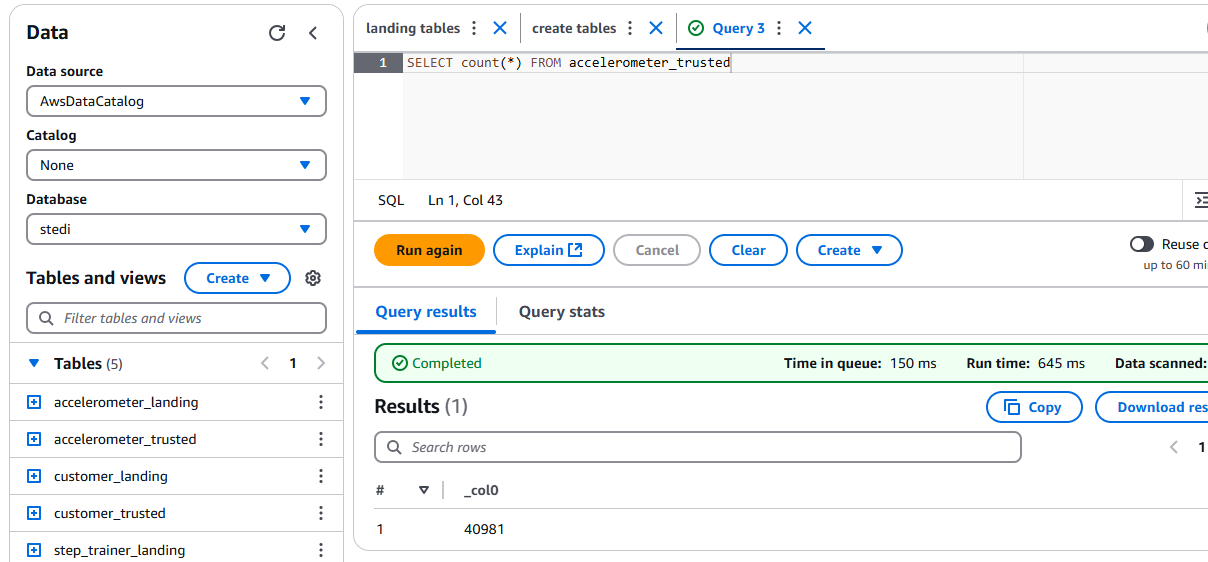 Data
Data source
AwsDataCatalog
Catalog
None
Database
stedi
Tables and views
Create
Filter tables and views
Tables (5)
1
accelerometer_landing
accelerometer_trusted
customer_landing
customer_trusted
step_trainer_landing
landing tables
create tables
Query 3
1 SELECT count(*) FROM accelerometer_trusted
SQL Ln 1, Col 43
Run again
Explain
Cancel
Clear
Create
Reuse
up to 60
Query results
Query stats
Completed
Time in queue: 150 ms
Run time: 645 ms
Data scanned:
Results (1)
Copy
Download
Search rows
1
# _col0
1 40981